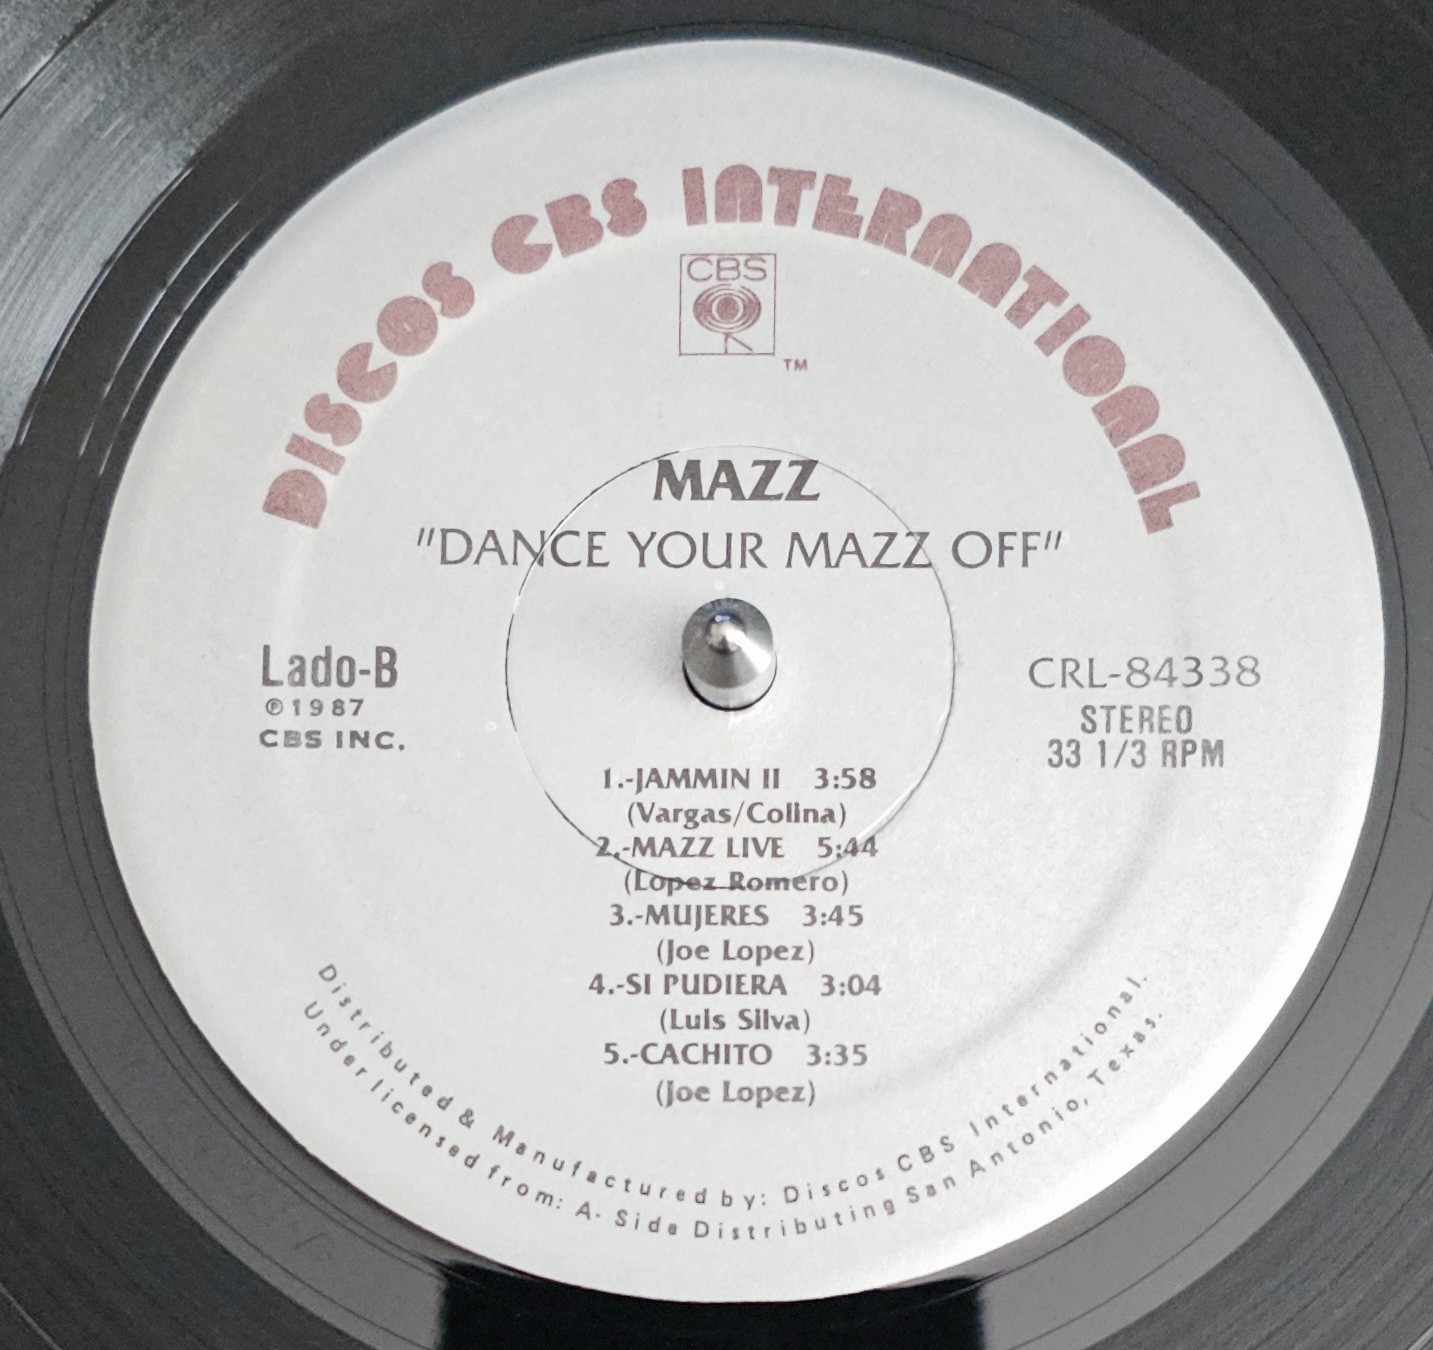 DISCOS CBS INTERNATIONAL
CBS
TM
MAZZ
"DANCE YOUR MAZZ OFF"
Lado-B
℗1987
CBS INC.
CRL-84338
STEREO
33 1/3 RPM
1.-JAMMIN II 3:58
(Vargas/Colina)
2.-MAZZ LIVE 5:44
(Lopez Romero)
3.-MUJERES 3:45
(Joe Lopez)
4.-SI PUDIERA 3:04
(Luis Silva)
5.-CACHITO 3:35
(Joe Lopez)
Distributed & Manufactured by: Discos CBS International.
Under licensed from: A- Side Distributing San Antonio, Texas.